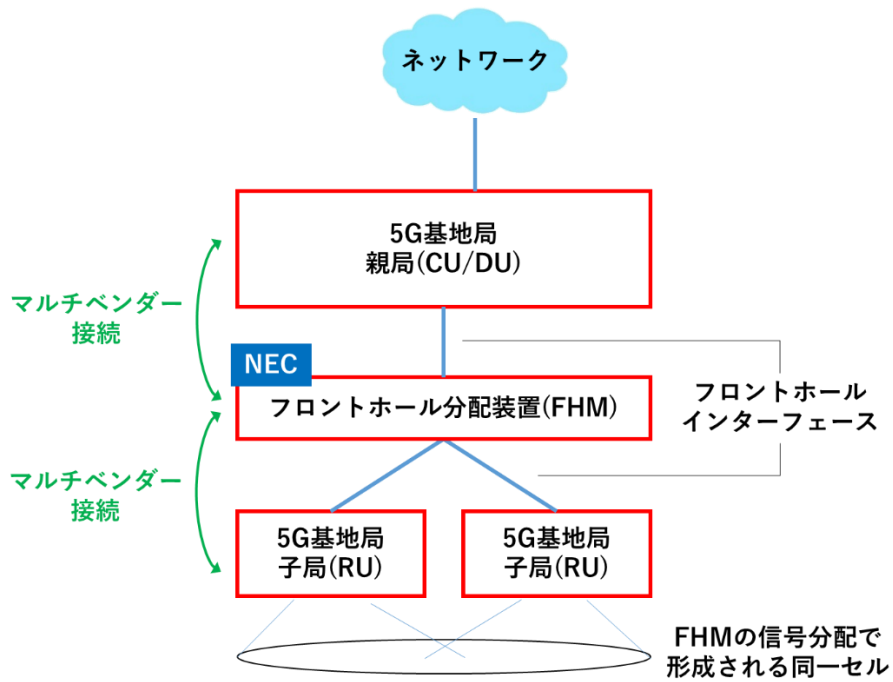 ネットワーク
5G基地局
親局(CU/DU)
マルチベンダー
接続
NEC
フロントホール分配装置(FHM)
フロントホール
インターフェース
マルチベンダー
接続
5G基地局
子局(RU)
5G基地局
子局(RU)
FHMの信号分配で
形成される同一セル